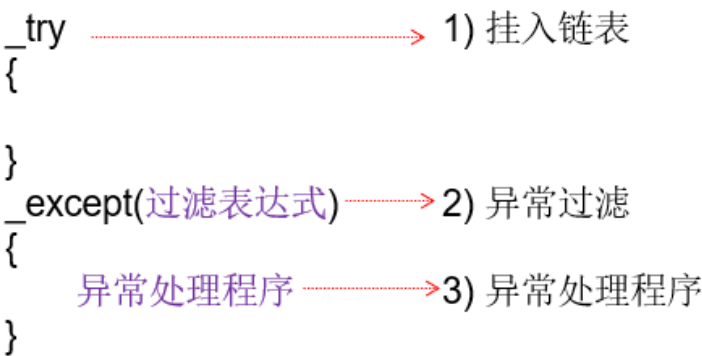 _try 1) 挂入链表
{
}
_except(过滤表达式) 2) 异常过滤
{
异常处理程序 3) 异常处理程序
}